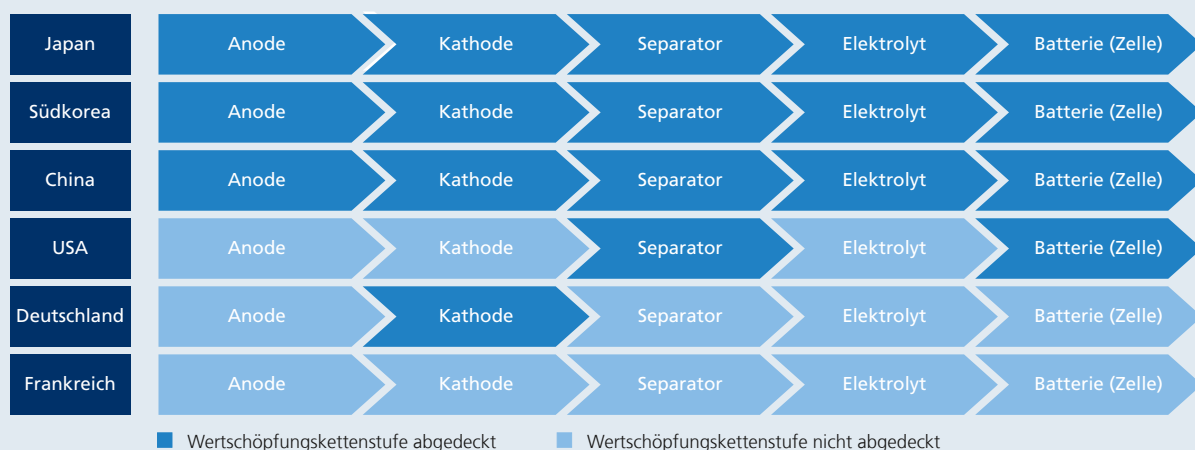 Japan Anode Kathode Separator Elektrolyt Batterie (Zelle)
Südkorea Anode Kathode Separator Elektrolyt Batterie (Zelle)
China Anode Kathode Separator Elektrolyt Batterie (Zelle)
USA Anode Kathode Separator Elektrolyt Batterie (Zelle)
Deutschland Anode Kathode Separator Elektrolyt Batterie (Zelle)
Frankreich Anode Kathode Separator Elektrolyt Batterie (Zelle)
Wertschöpfungskettenstufe abgedeckt Wertschöpfungskettenstufe nicht abgedeckt